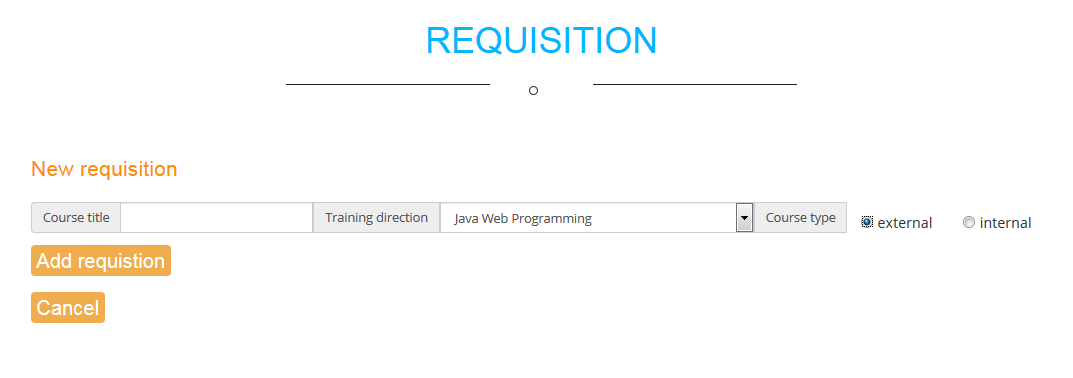 REQUISITION
New requisition
Course title Training direction Java Web Programming Course type external internal
Add requistion
Cancel